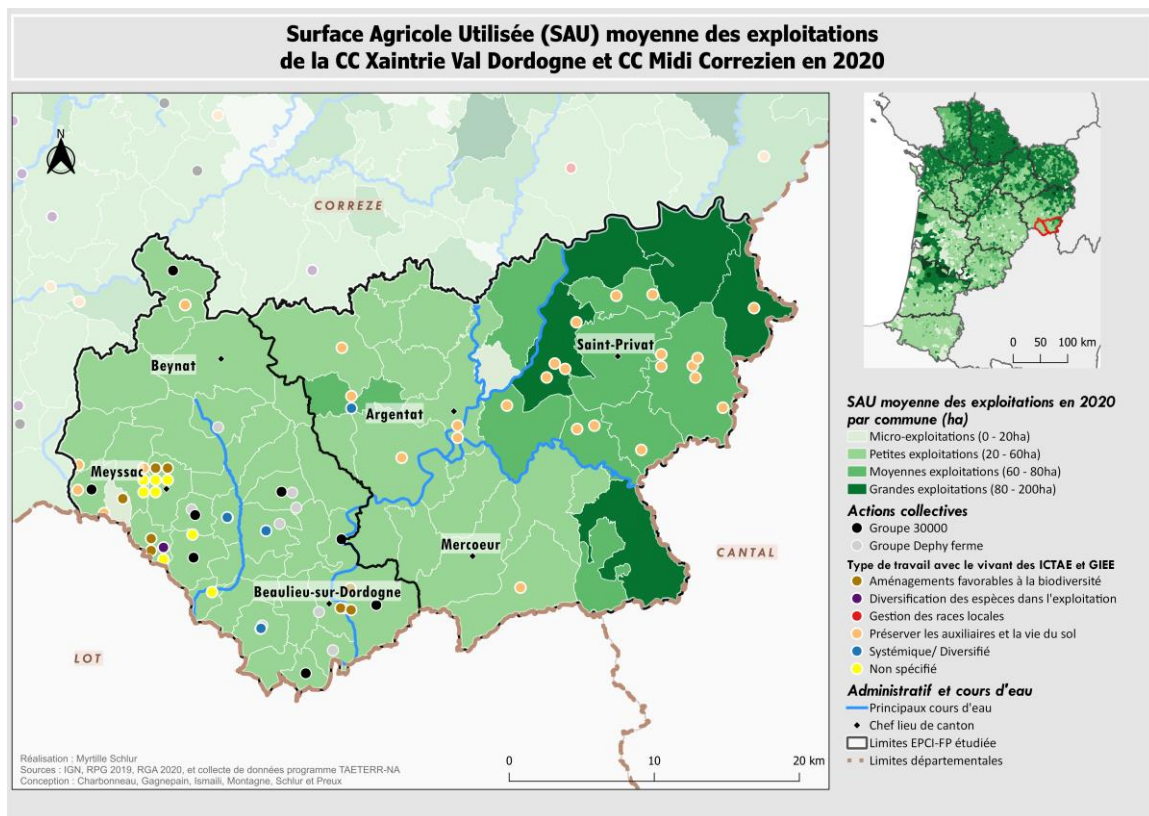 Surface Agricole Utilisée (SAU) moyenne des exploitations
de la CC Xaintrie Val Dordogne et CC Midi Correzien en 2020
N
CORREZE
Beynat
Saint-Privat
Argentat
Meyssac
Mercoeur
Beaulieu-sur-Dordogne
CANTAL
LOT
Réalisation : Myrtille Schlur
Sources : IGN, RPG 2019, RGA 2020, et collecte de données programme TAETERR-NA
Conception : Charbonneau, Gagnepain, Ismaili, Montagne, Schlur et Preux
0 10 20 km
0 50 100 km
SAU moyenne des exploitations en 2020
par commune (ha)
Micro-exploitations (0 - 20ha)
Petites exploitations (20 - 60ha)
Moyennes exploitations (60 - 80ha)
Grandes exploitations (80 - 200ha)
Actions collectives
Groupe 30000
Groupe Dephy ferme
Type de travail avec le vivant des ICTAE et GIEE
Aménagements favorables à la biodiversité
Diversification des espèces dans l'exploitation
Gestion des races locales
Préserver les auxiliaires et la vie du sol
Systémique/ Diversifié
Non spécifié
Administratif et cours d'eau
Principaux cours d'eau
Chef lieu de canton
Limites EPCI-FP étudiée
Limites départementales